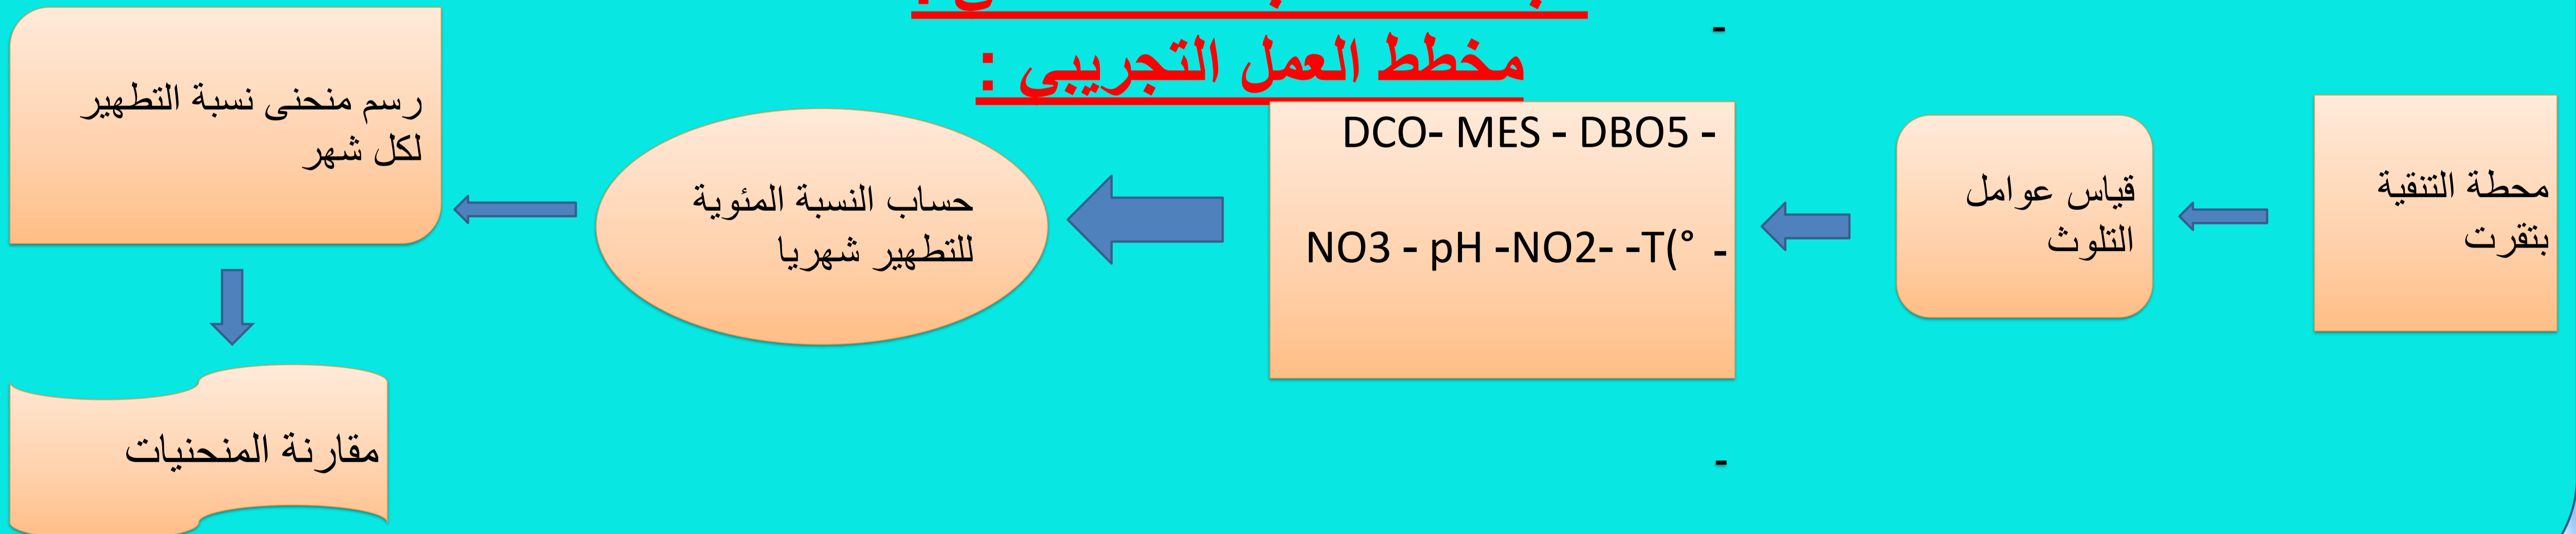 مخطط العمل التجريبي :
محطة التنقية
بتقرت
قياس عوامل
التلوث
DCO- MES - DBO5 -
NO3 - pH -NO2- -T(° -
حساب النسبة المئوية
للتطهير شهريا
رسم منحنى نسبة التطهير
لكل شهر
مقارنة المنحنيات